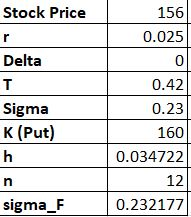 Stock Price 156
r 0.025
Delta 0
T 0.42
Sigma 0.23
K (Put) 160
h 0.034722
n 12
sigma_F 0.232177